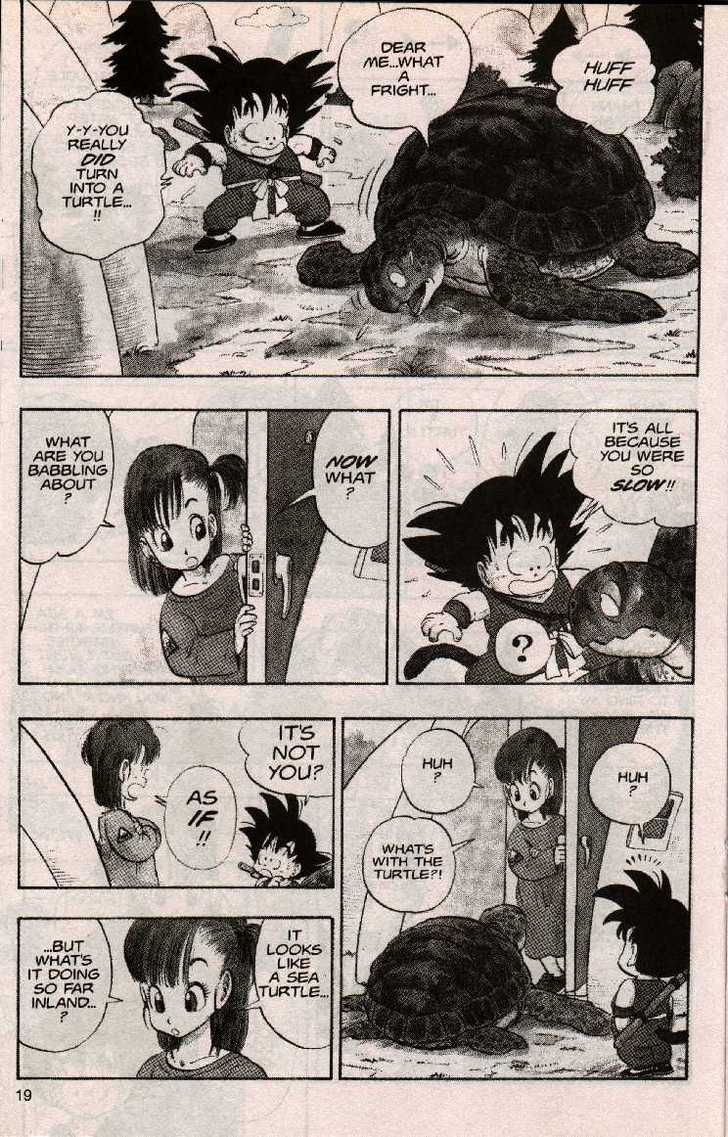 HUFF
HUFF
DEAR
ME...WHAT
A
FRIGHT...
Y-Y-YOU
REALLY
DID
TURN
INTO A
TURTLE...
!!
IT'S ALL
BECAUSE
YOU WERE
SO
SLOW!!
?
NOW
WHAT
?
WHAT
ARE YOU
BABBLING
ABOUT
?
HUH
?
HUH
?
WHAT'S
WITH THE
TURTLE?!
IT'S
NOT
YOU?
AS
IF
!!
IT
LOOKS
LIKE
A SEA
TURTLE...
...BUT
WHAT'S
IT DOING
SO FAR
INLAND...
?
19